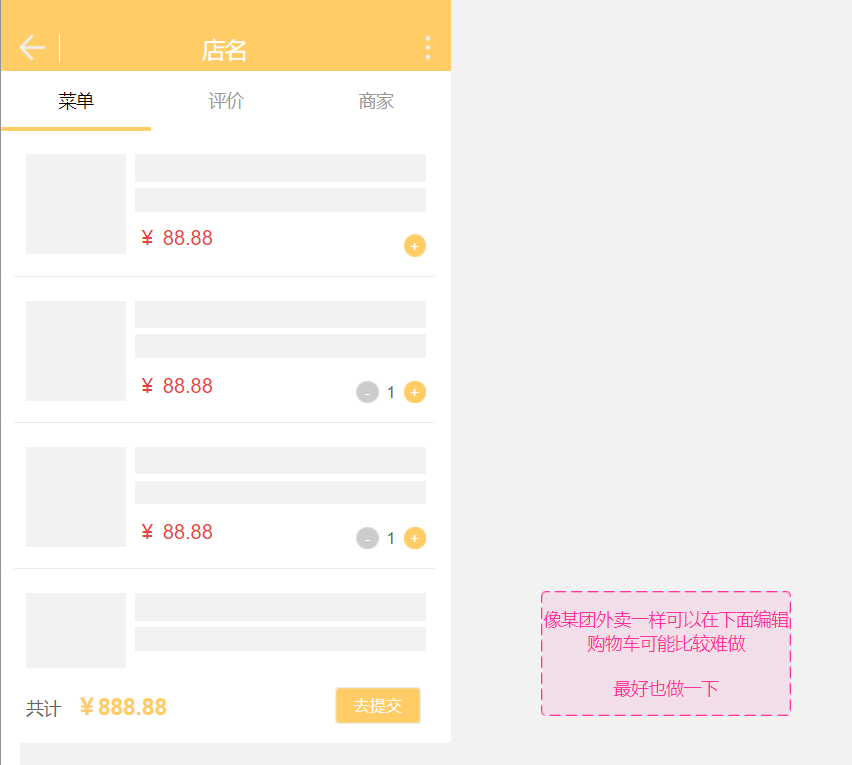 店名
菜单 评价 商家
¥ 88.88
+
¥ 88.88
- 1 +
¥ 88.88
- 1 +
共计 ¥888.88 去提交
像某团外卖一样可以在下面编辑
购物车可能比较难做
最好也做一下